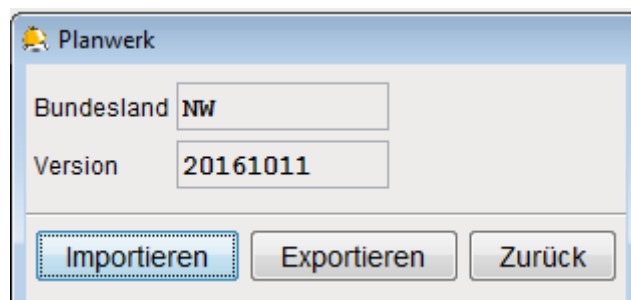 Planwerk
Bundesland NW
Version 20161011
Importieren Exportieren Zurück